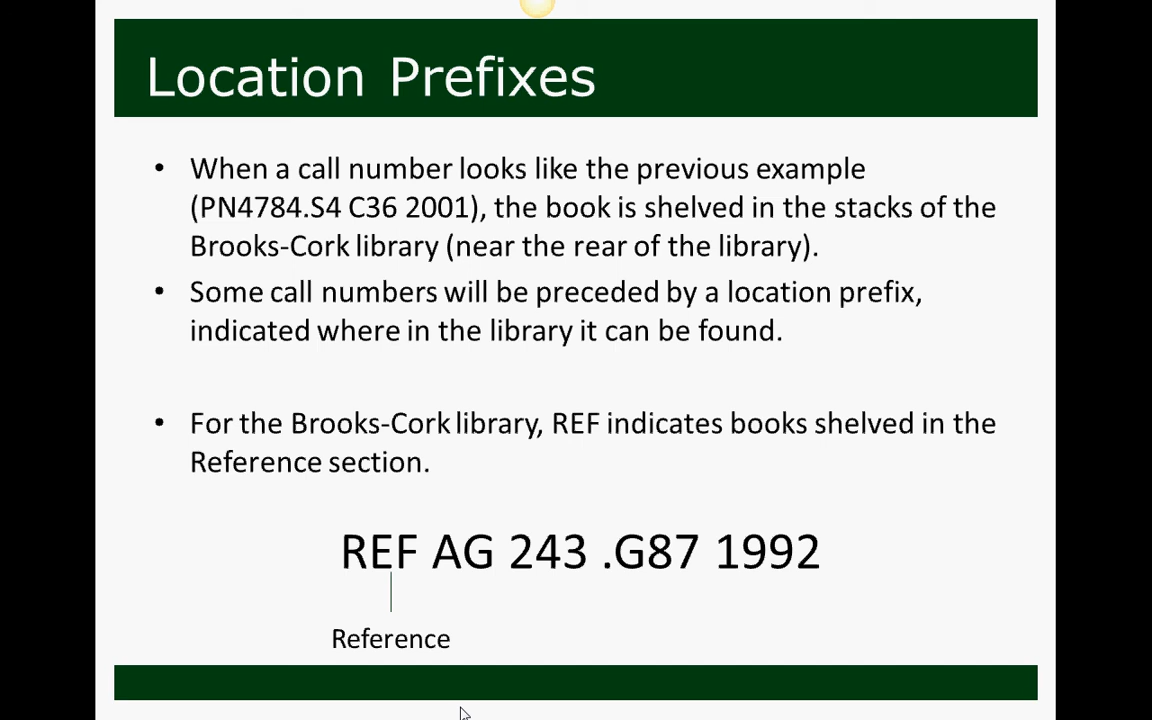 Location Prefixes
• When a call number looks like the previous example
(PN4784.S4 C36 2001), the book is shelved in the stacks of the
Brooks-Cork library (near the rear of the library).
• Some call numbers will be preceded by a location prefix,
indicated where in the library it can be found.
• For the Brooks-Cork library, REF indicates books shelved in the
Reference section.
REF AG 243 .G87 1992
Reference